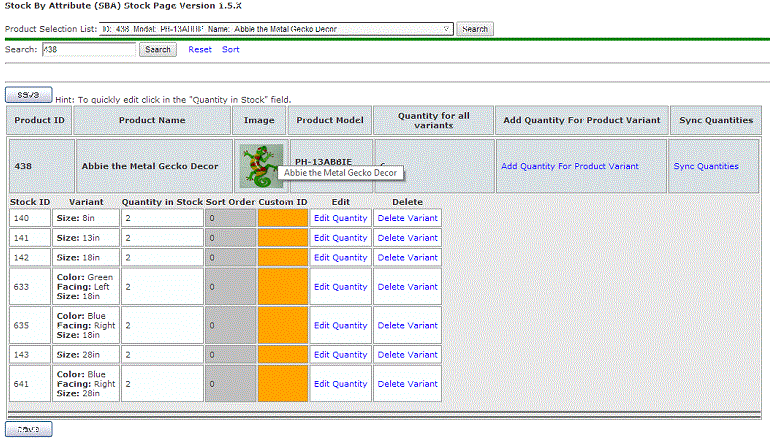 Stock By Attribute (SBA) Stock Page Version 1.5.X
Product Selection List: ID: 438 Model: PH-13ABBIE Name: Abbie the Metal Gecko Decor Search
Search: 438 Search Reset Sort
save Hint: To quickly edit click in the "Quantity in Stock" field.
Product ID Product Name Image Product Model Quantity for all variants Add Quantity For Product Variant Sync Quantities
438 Abbie the Metal Gecko Decor PH-13ABBIE Add Quantity For Product Variant Sync Quantities
Abbie the Metal Gecko Decor
Stock ID Variant Quantity in Stock Sort Order Custom ID Edit Delete
140 Size: 8in 2 0 Edit Quantity Delete Variant
141 Size: 13in 2 0 Edit Quantity Delete Variant
142 Size: 18in 2 0 Edit Quantity Delete Variant
633 Color: Green 2 0 Edit Quantity Delete Variant
Facing: Left
Size: 18in
635 Color: Blue 2 0 Edit Quantity Delete Variant
Facing: Right
Size: 18in
143 Size: 28in 2 0 Edit Quantity Delete Variant
641 Color: Blue 2 0 Edit Quantity Delete Variant
Facing: Right
Size: 28in
save